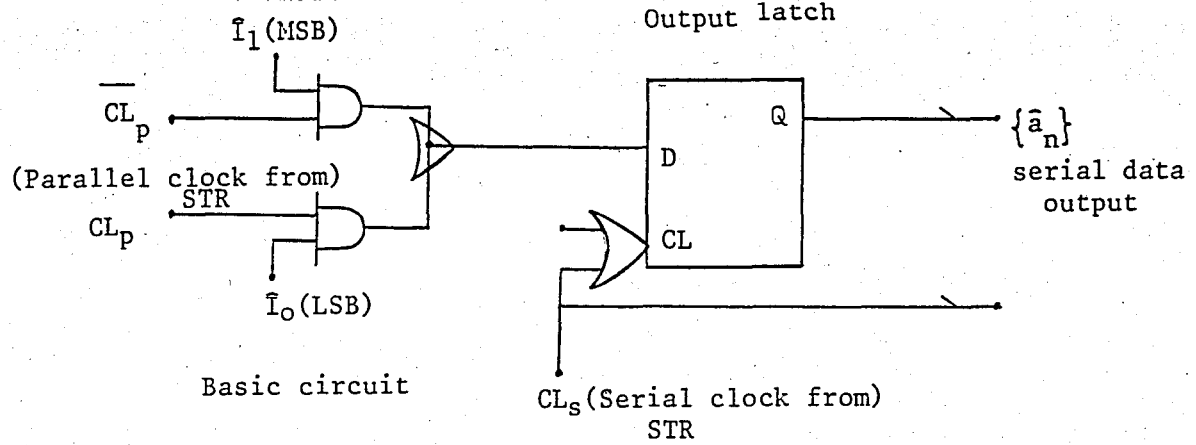 Output latch
Î₁(MSB)
C̅L̅ₚ
Q
{âₙ}
D
(Parallel clock from)
STR
serial data
output
CLₚ
CL
Î₀(LSB)
Basic circuit
CLₛ(Serial clock from)
STR